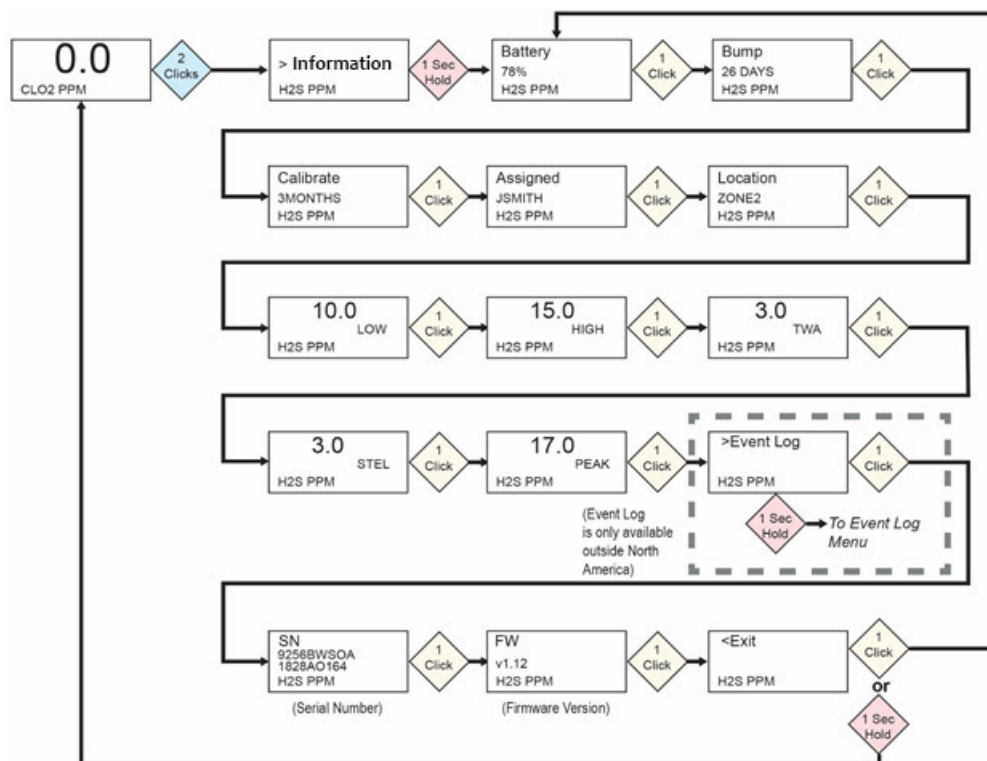 0.0
CLO2 PPM
2
Clicks
> Information
H2S PPM
1 Sec
Hold
Battery
78%
H2S PPM
1
Click
Bump
26 DAYS
H2S PPM
1
Click
Calibrate
3MONTHS
H2S PPM
1
Click
Assigned
JSMITH
H2S PPM
1
Click
Location
ZONE2
H2S PPM
1
Click
10.0
LOW
H2S PPM
1
Click
15.0
HIGH
H2S PPM
1
Click
3.0
TWA
H2S PPM
1
Click
3.0
STEL
H2S PPM
1
Click
17.0
PEAK
H2S PPM
1
Click
(Event Log
is only available
outside North
America)
>Event Log
H2S PPM
1
Click
1 Sec
Hold
To Event Log
Menu
SN
9256BWSOA
1828AO164
H2S PPM
(Serial Number)
1
Click
FW
v1.12
H2S PPM
(Firmware Version)
1
Click
<Exit
H2S PPM
1
Click
or
1 Sec
Hold